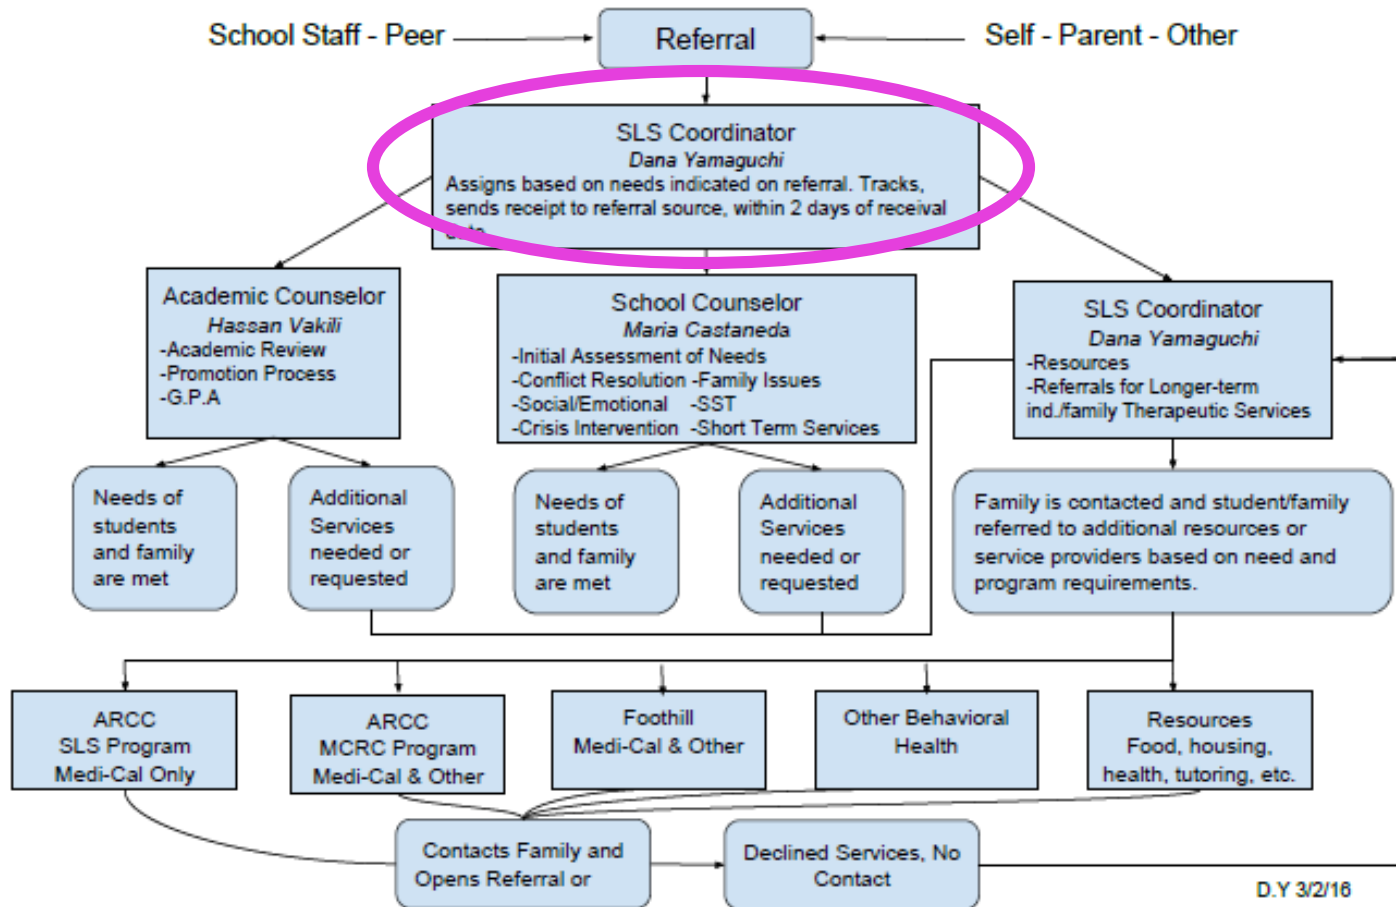 School Staff - Peer
Referral
Self - Parent - Other
SLS Coordinator
Dana Yamaguchi
Assigns based on needs indicated on referral. Tracks,
sends receipt to referral source, within 2 days of receival
Academic Counselor
Hassan Vakili
-Academic Review
-Promotion Process
-G.P.A
School Counselor
Maria Castaneda
-Initial Assessment of Needs
-Conflict Resolution -Family Issues
-Social/Emotional -SST
-Crisis Intervention -Short Term Services
SLS Coordinator
Dana Yamaguchi
-Resources
-Referrals for Longer-term
ind./family Therapeutic Services
Needs of
students
and family
are met
Additional
Services
needed or
requested
Needs of
students
and family
are met
Additional
Services
needed or
requested
Family is contacted and student/family
referred to additional resources or
service providers based on need and
program requirements.
ARCC
SLS Program
Medi-Cal Only
ARCC
MCRC Program
Medi-Cal & Other
Foothill
Medi-Cal & Other
Other Behavioral
Health
Resources
Food, housing,
health, tutoring, etc.
Contacts Family and
Opens Referral or
Declined Services, No
Contact
D.Y 3/2/16